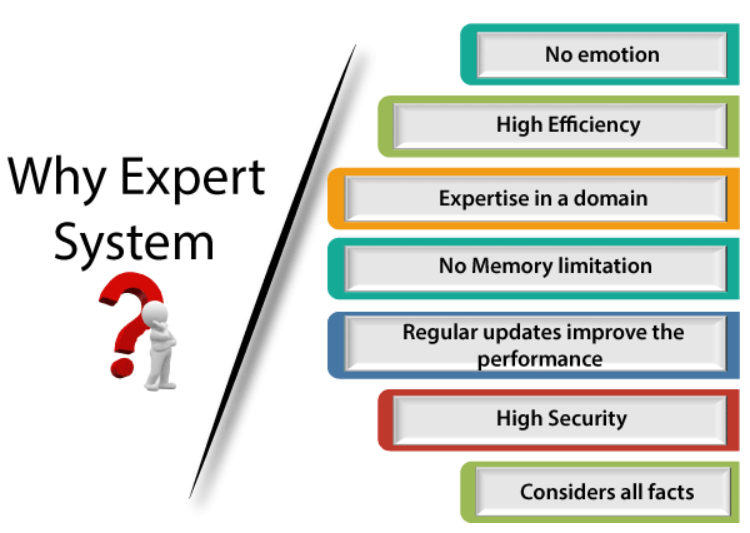 Why Expert
System
No emotion
High Efficiency
Expertise in a domain
No Memory limitation
Regular updates improve the
performance
High Security
Considers all facts